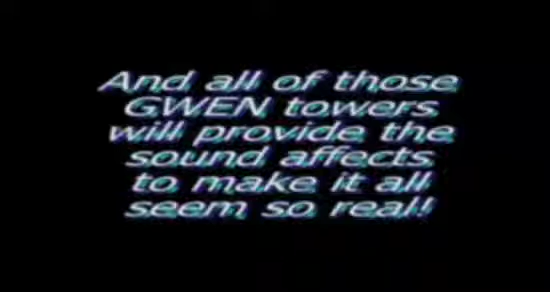 And all of those
GWEN towers
will provide the
sound affects
to make it all
seem so real!